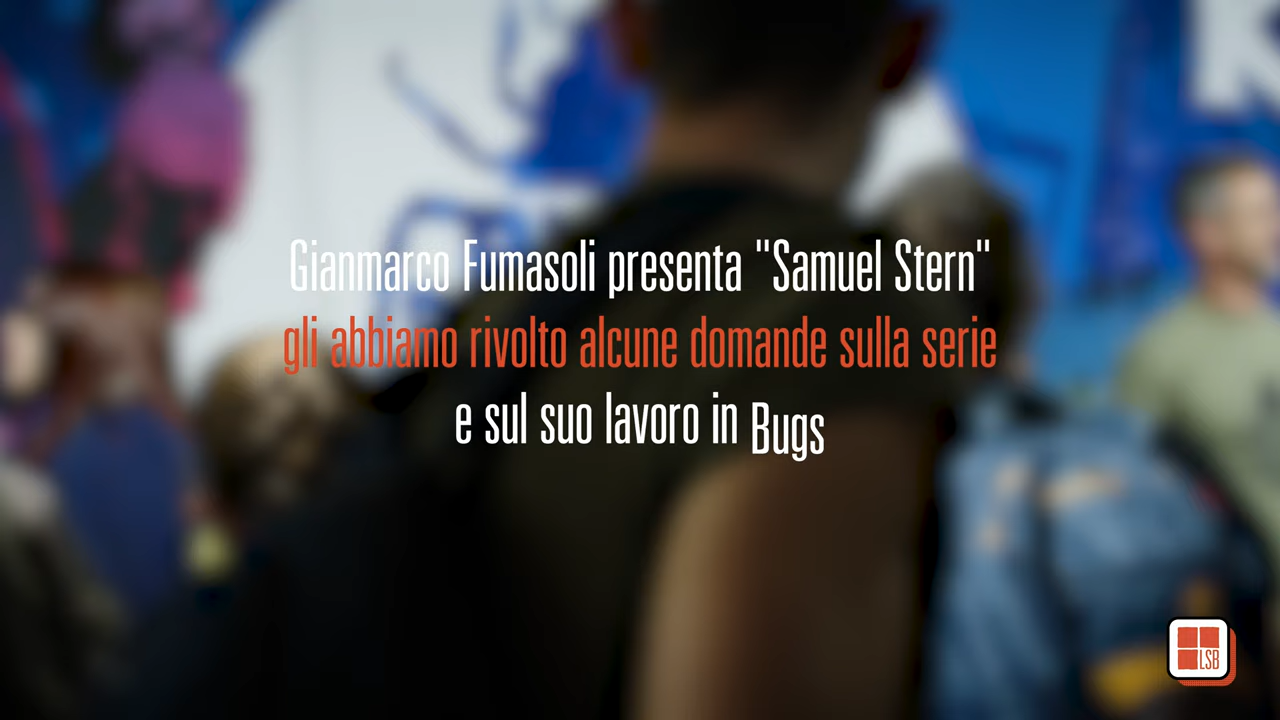 Gianmarco Fumasoli presenta "Samuel Stern"
gli abbiamo rivolto alcune domande sulla serie
e sul suo lavoro in Bugs
LSB